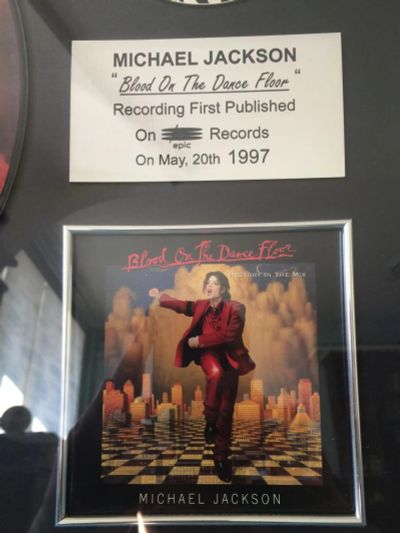 MICHAEL JACKSON
" Blood On The Dance Floor "
Recording First Published
On Records
epic
On May, 20th 1997
Blood On The Dance Floor
HISTORY IN THE MIX
MICHAEL JACKSON